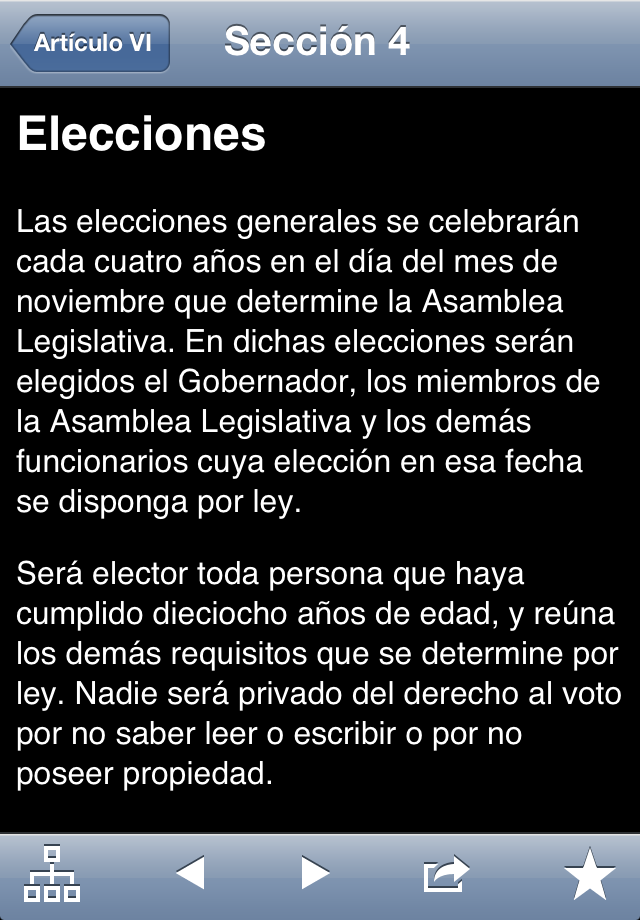 Artículo VI
Sección 4
Elecciones
Las elecciones generales se celebrarán
cada cuatro años en el día del mes de
noviembre que determine la Asamblea
Legislativa. En dichas elecciones serán
elegidos el Gobernador, los miembros de
la Asamblea Legislativa y los demás
funcionarios cuya elección en esa fecha
se disponga por ley.
Será elector toda persona que haya
cumplido dieciocho años de edad, y reúna
los demás requisitos que se determine por
ley. Nadie será privado del derecho al voto
por no saber leer o escribir o por no
poseer propiedad.